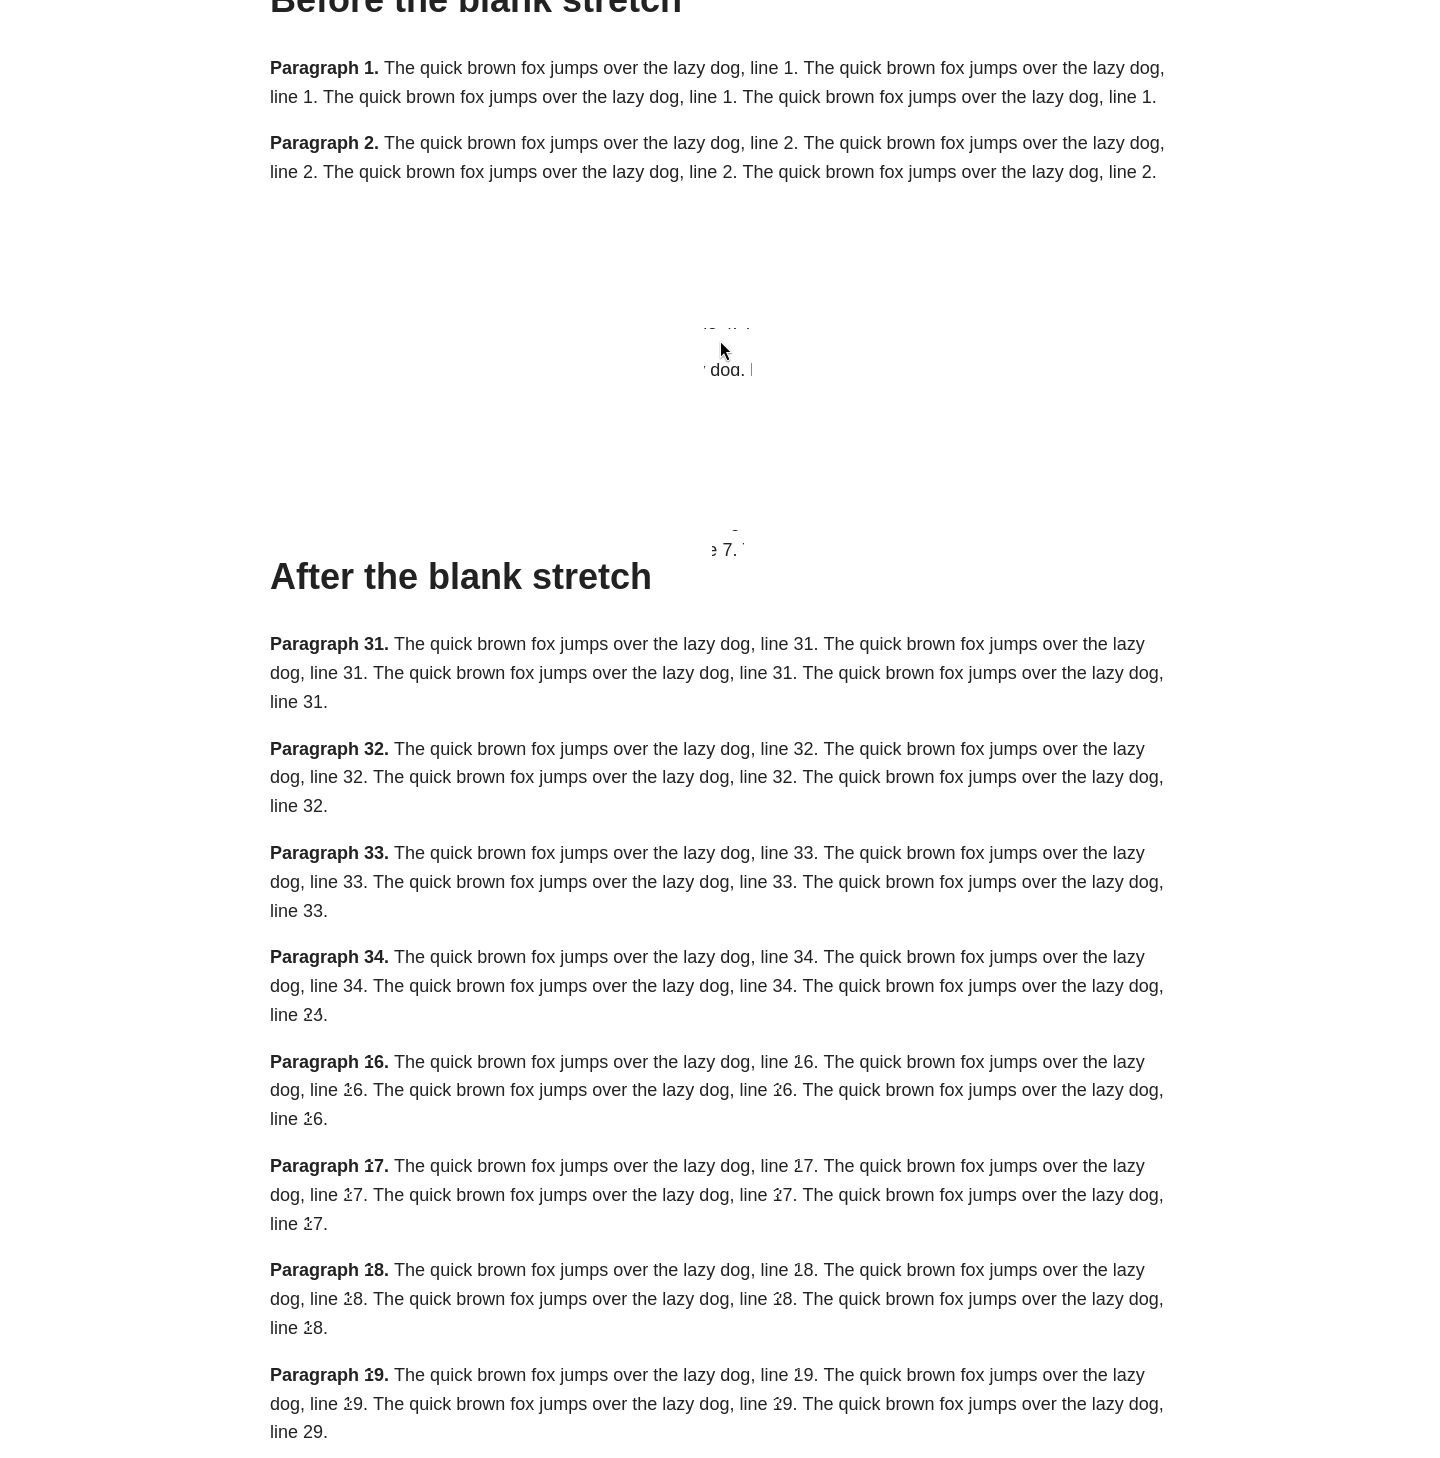 Before the blank stretch
Paragraph 1. The quick brown fox jumps over the lazy dog, line 1. The quick brown fox jumps over the lazy dog,
line 1. The quick brown fox jumps over the lazy dog, line 1. The quick brown fox jumps over the lazy dog, line 1.
Paragraph 2. The quick brown fox jumps over the lazy dog, line 2. The quick brown fox jumps over the lazy dog,
line 2. The quick brown fox jumps over the lazy dog, line 2. The quick brown fox jumps over the lazy dog, line 2.
dog,
7.
After the blank stretch
Paragraph 31. The quick brown fox jumps over the lazy dog, line 31. The quick brown fox jumps over the lazy
dog, line 31. The quick brown fox jumps over the lazy dog, line 31. The quick brown fox jumps over the lazy dog,
line 31.
Paragraph 32. The quick brown fox jumps over the lazy dog, line 32. The quick brown fox jumps over the lazy
dog, line 32. The quick brown fox jumps over the lazy dog, line 32. The quick brown fox jumps over the lazy dog,
line 32.
Paragraph 33. The quick brown fox jumps over the lazy dog, line 33. The quick brown fox jumps over the lazy
dog, line 33. The quick brown fox jumps over the lazy dog, line 33. The quick brown fox jumps over the lazy dog,
line 33.
Paragraph 34. The quick brown fox jumps over the lazy dog, line 34. The quick brown fox jumps over the lazy
dog, line 34. The quick brown fox jumps over the lazy dog, line 34. The quick brown fox jumps over the lazy dog,
line
Paragraph The quick brown fox jumps over the lazy dog, line The quick brown fox jumps over the lazy
dog, line The quick brown fox jumps over the lazy dog, line The quick brown fox jumps over the lazy dog,
line
Paragraph The quick brown fox jumps over the lazy dog, line The quick brown fox jumps over the lazy
dog, line The quick brown fox jumps over the lazy dog, line The quick brown fox jumps over the lazy dog,
line
Paragraph The quick brown fox jumps over the lazy dog, line The quick brown fox jumps over the lazy
dog, line The quick brown fox jumps over the lazy dog, line The quick brown fox jumps over the lazy dog,
line
Paragraph The quick brown fox jumps over the lazy dog, line The quick brown fox jumps over the lazy
dog, line The quick brown fox jumps over the lazy dog, line The quick brown fox jumps over the lazy dog,
line 29.